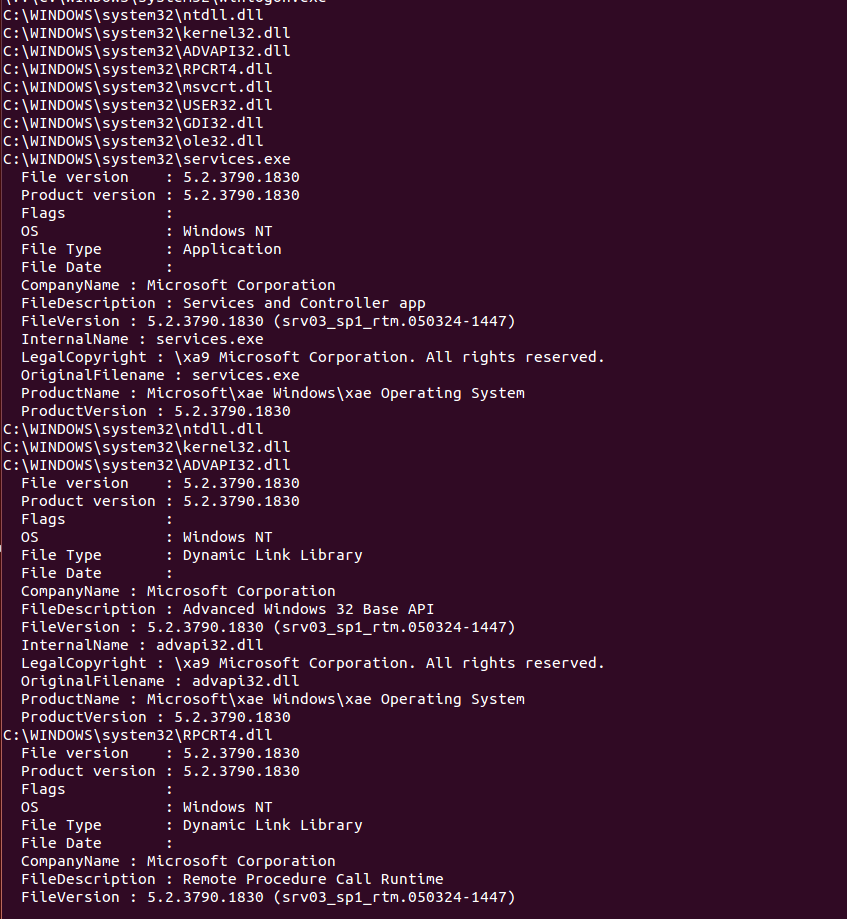 C:\WINDOWS\system32\ntdll.dll
C:\WINDOWS\system32\kernel32.dll
C:\WINDOWS\system32\ADVAPI32.dll
C:\WINDOWS\system32\RPCRT4.dll
C:\WINDOWS\system32\msvcrt.dll
C:\WINDOWS\system32\USER32.dll
C:\WINDOWS\system32\GDI32.dll
C:\WINDOWS\system32\ole32.dll
C:\WINDOWS\system32\services.exe
  File version    : 5.2.3790.1830
  Product version : 5.2.3790.1830
  Flags           :
  OS              : Windows NT
  File Type       : Application
  File Date       :
  CompanyName : Microsoft Corporation
  FileDescription : Services and Controller app
  FileVersion : 5.2.3790.1830 (srv03_sp1_rtm.050324-1447)
  InternalName : services.exe
  LegalCopyright : \xa9 Microsoft Corporation. All rights reserved.
  OriginalFilename : services.exe
  ProductName : Microsoft\xae Windows\xae Operating System
  ProductVersion : 5.2.3790.1830
C:\WINDOWS\system32\ntdll.dll
C:\WINDOWS\system32\kernel32.dll
C:\WINDOWS\system32\ADVAPI32.dll
  File version    : 5.2.3790.1830
  Product version : 5.2.3790.1830
  Flags           :
  OS              : Windows NT
  File Type       : Dynamic Link Library
  File Date       :
  CompanyName : Microsoft Corporation
  FileDescription : Advanced Windows 32 Base API
  FileVersion : 5.2.3790.1830 (srv03_sp1_rtm.050324-1447)
  InternalName : advapi32.dll
  LegalCopyright : \xa9 Microsoft Corporation. All rights reserved.
  OriginalFilename : advapi32.dll
  ProductName : Microsoft\xae Windows\xae Operating System
  ProductVersion : 5.2.3790.1830
C:\WINDOWS\system32\RPCRT4.dll
  File version    : 5.2.3790.1830
  Product version : 5.2.3790.1830
  Flags           :
  OS              : Windows NT
  File Type       : Dynamic Link Library
  File Date       :
  CompanyName : Microsoft Corporation
  FileDescription : Remote Procedure Call Runtime
  FileVersion : 5.2.3790.1830 (srv03_sp1_rtm.050324-1447)